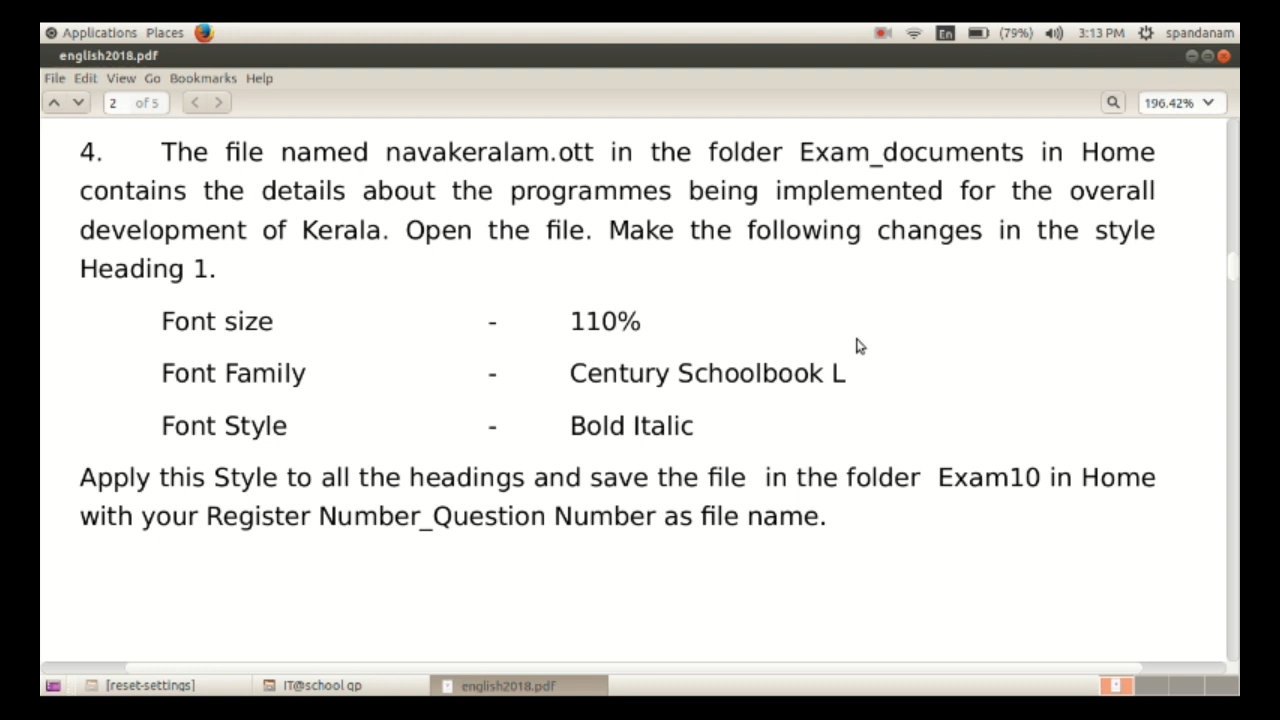 Applications Places En (79%) 3:13 PM spandanam
english2018.pdf
File Edit View Go Bookmarks Help
2 of 5 196.42%
4. The file named navakeralam.ott in the folder Exam_documents in Home
contains the details about the programmes being implemented for the overall
development of Kerala. Open the file. Make the following changes in the style
Heading 1.
Font size - 110%
Font Family - Century Schoolbook L
Font Style - Bold Italic
Apply this Style to all the headings and save the file in the folder Exam10 in Home
with your Register Number_Question Number as file name.
[reset-settings] IT@school qp english2018.pdf